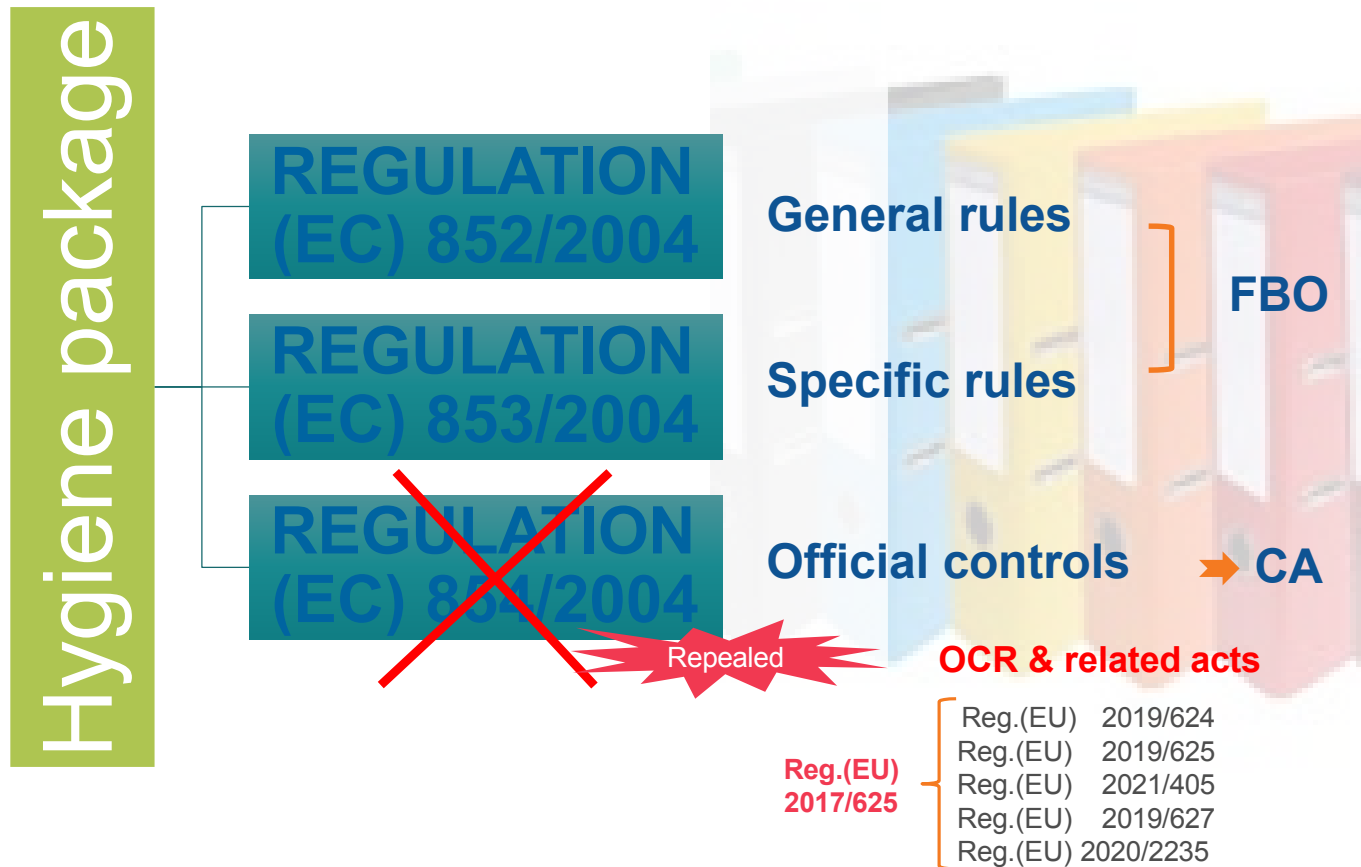 Hygiene package
REGULATION
(EC) 852/2004
General rules
FBO
REGULATION
(EC) 853/2004
Specific rules
REGULATION
(EC) 854/2004
Official controls
CA
Repealed
OCR & related acts
Reg.(EU)
2017/625
Reg.(EU) 2019/624
Reg.(EU) 2019/625
Reg.(EU) 2021/405
Reg.(EU) 2019/627
Reg.(EU) 2020/2235